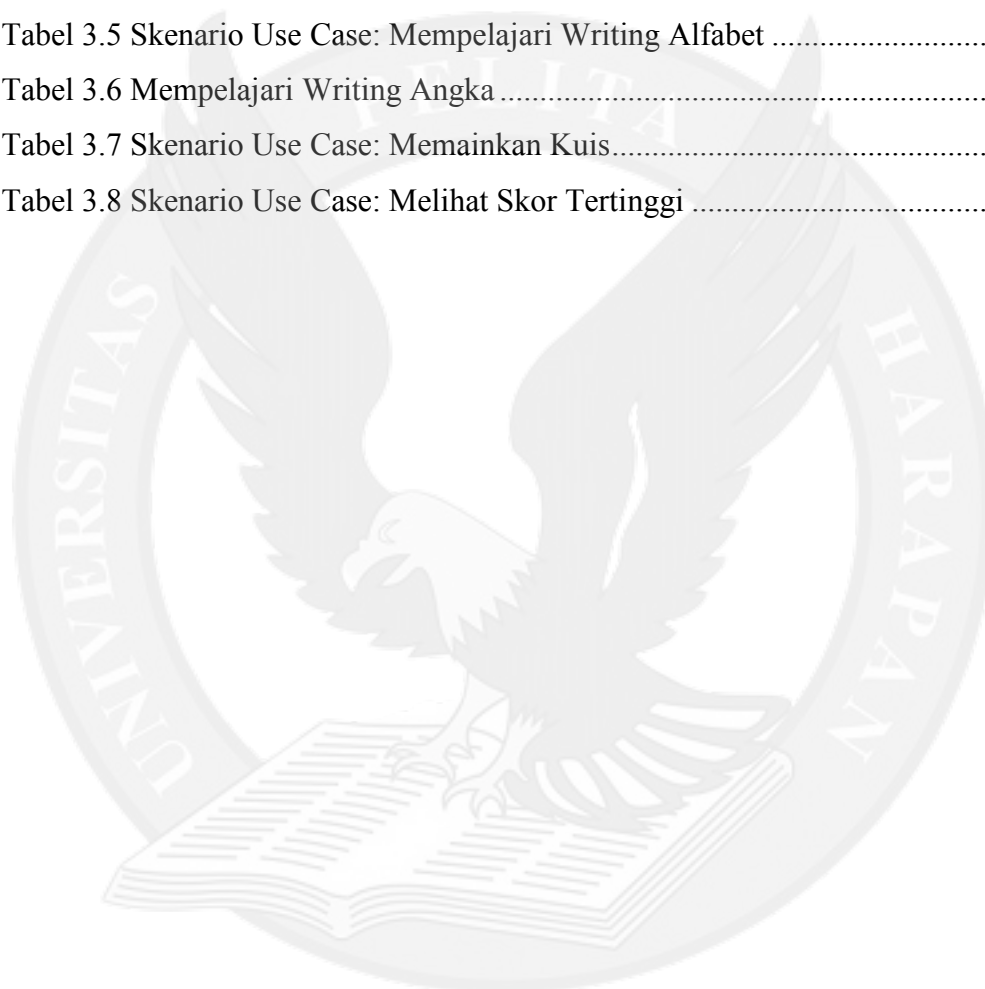 Tabel 3.5 Skenario Use Case: Mempelajari Writing Alfabet ...........................
Tabel 3.6 Mempelajari Writing Angka ..............................................................
Tabel 3.7 Skenario Use Case: Memainkan Kuis................................................
Tabel 3.8 Skenario Use Case: Melihat Skor Tertinggi .....................................
UNIVERSITAS PELITA HARAPAN